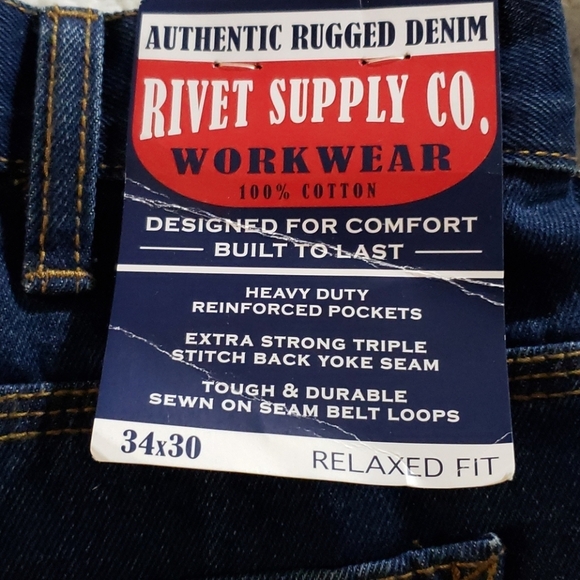 AUTHENTIC RUGGED DENIM
RIVET SUPPLY CO.
WORKWEAR
100% COTTON
DESIGNED FOR COMFORT
BUILT TO LAST
HEAVY DUTY
REINFORCED POCKETS
EXTRA STRONG TRIPLE
STITCH BACK YOKE SEAM
TOUGH & DURABLE
SEWN ON SEAM BELT LOOPS
34x30
RELAXED FIT